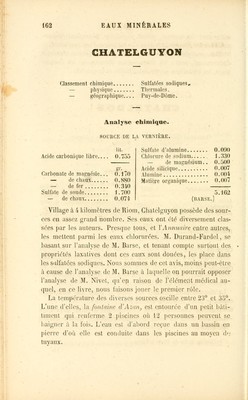 162 EAUX MINÉRALES
CHATELGUYON
Classement chimique....... Sulfatées sodiques.
— physique....... Thermales.
— géographique.... Puy-de-Dôme.
Analyse chimique.
SOURCE DE LA VERNIÈRE.
lit.
Acide carbonique libre.... 0.755
gr.
Carbonate de magnésie... 0.170
— de chaux...... 0.880
— de fer........ 0.340
Sulfate de soude........ 1.700
— de chaux....... 0.074
Sulfate d'alumine....... 0.090
Chlorure de sodium..... 1.330
— de magnésium.. 0.500
Acide silicique.......... 0.007
Alumine............... 0.004
Matière organique....... 0.007
5.162
[BARSE.]
Village à 4 kilomètres de Riom, Chatelguyon possède des sour-
ces en assez grand nombre. Ses eaux ont été diversement clas-
sées par les auteurs. Presque tous, et l'Annuaire entre autres,
les mettent parmi les eaux chlorurées. M. Durand-Fardel, se
basant sur l'analyse de M. Barse, et tenant compte surtout des
propriétés laxatives dont ces eaux sont douées, les place dans
les sulfatées sodiques. Nous sommes de cet avis, moins peut-être
à cause de l'analyse de M. Barse à laquelle on pourrait opposer
l'analyse de M. Nivet, qu'en raison de l'élément médical au-
quel, en ce livre, nous faisons jouer le premier rôle.
La température des diverses sources oscille entre 23° et 35°.
L'une d'elles, la fontaine d'Azan, est entourée d'un petit bâti-
ment qui renferme 2 piscines où 12 personnes peuvent se
baigner à la fois. L'eau est d'abord reçue dans un bassin en
pierre d'où elle est conduite dans les piscines au moyen de
tuyaux.